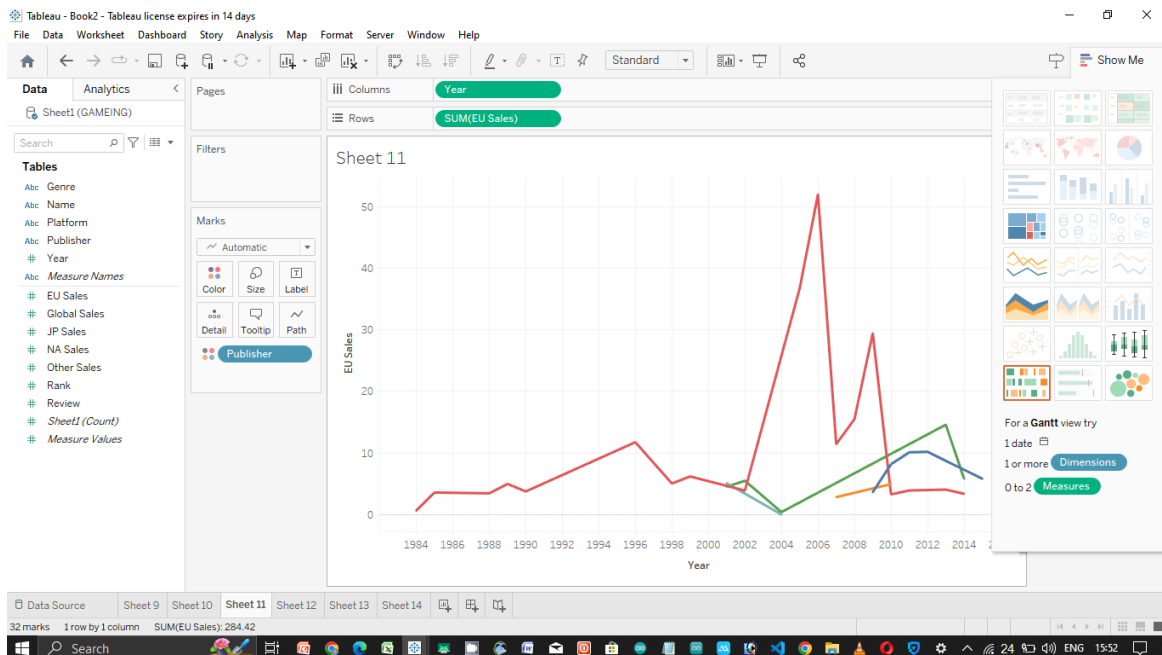 Tableau - Book2 - Tableau license expires in 14 days
File Data Worksheet Dashboard Story Analysis Map Format Server Window Help
Standard
Show Me
Data Analytics
Sheet1 (GAMEING)
Search
Tables
Abc Genre
Abc Name
Abc Platform
Abc Publisher
# Year
Abc Measure Names
# EU Sales
# Global Sales
# JP Sales
# NA Sales
# Other Sales
# Rank
# Review
# Sheet1 (Count)
# Measure Values
Pages
Filters
Marks
Automatic
Color Size Label
Detail Tooltip Path
Publisher
Columns Year
Rows SUM(EU Sales)
Sheet 11
50
40
30
20
10
0
EU Sales
1984 1986 1988 1990 1992 1994 1996 1998 2000 2002 2004 2006 2008 2010 2012 2014
Year
For a Gantt view try
1 date
1 or more Dimensions
0 to 2 Measures
Data Source Sheet 9 Sheet 10 Sheet 11 Sheet 12 Sheet 13 Sheet 14
32 marks 1 row by 1 column SUM(EU Sales): 284.42
Search 24 ENG 15:52